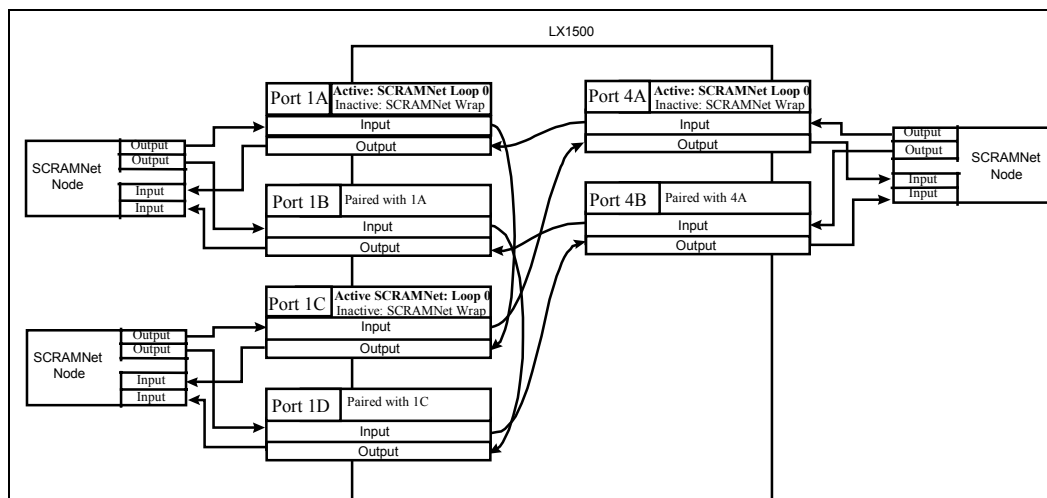 LX1500
Port 1A
Active: SCRAMNet Loop 0
Inactive: SCRAMNet Wrap
Input
Output
Port 4A
Active: SCRAMNet Loop 0
Inactive: SCRAMNet Wrap
Input
Output
SCRAMNet
Node
Output
Output
Input
Input
Output
Output
Input
Input
SCRAMNet
Node
Port 1B
Paired with 1A
Input
Output
Port 4B
Paired with 4A
Input
Output
Port 1C
Active SCRAMNet: Loop 0
Inactive: SCRAMNet Wrap
Input
Output
SCRAMNet
Node
Output
Output
Input
Input
Port 1D
Paired with 1C
Input
Output